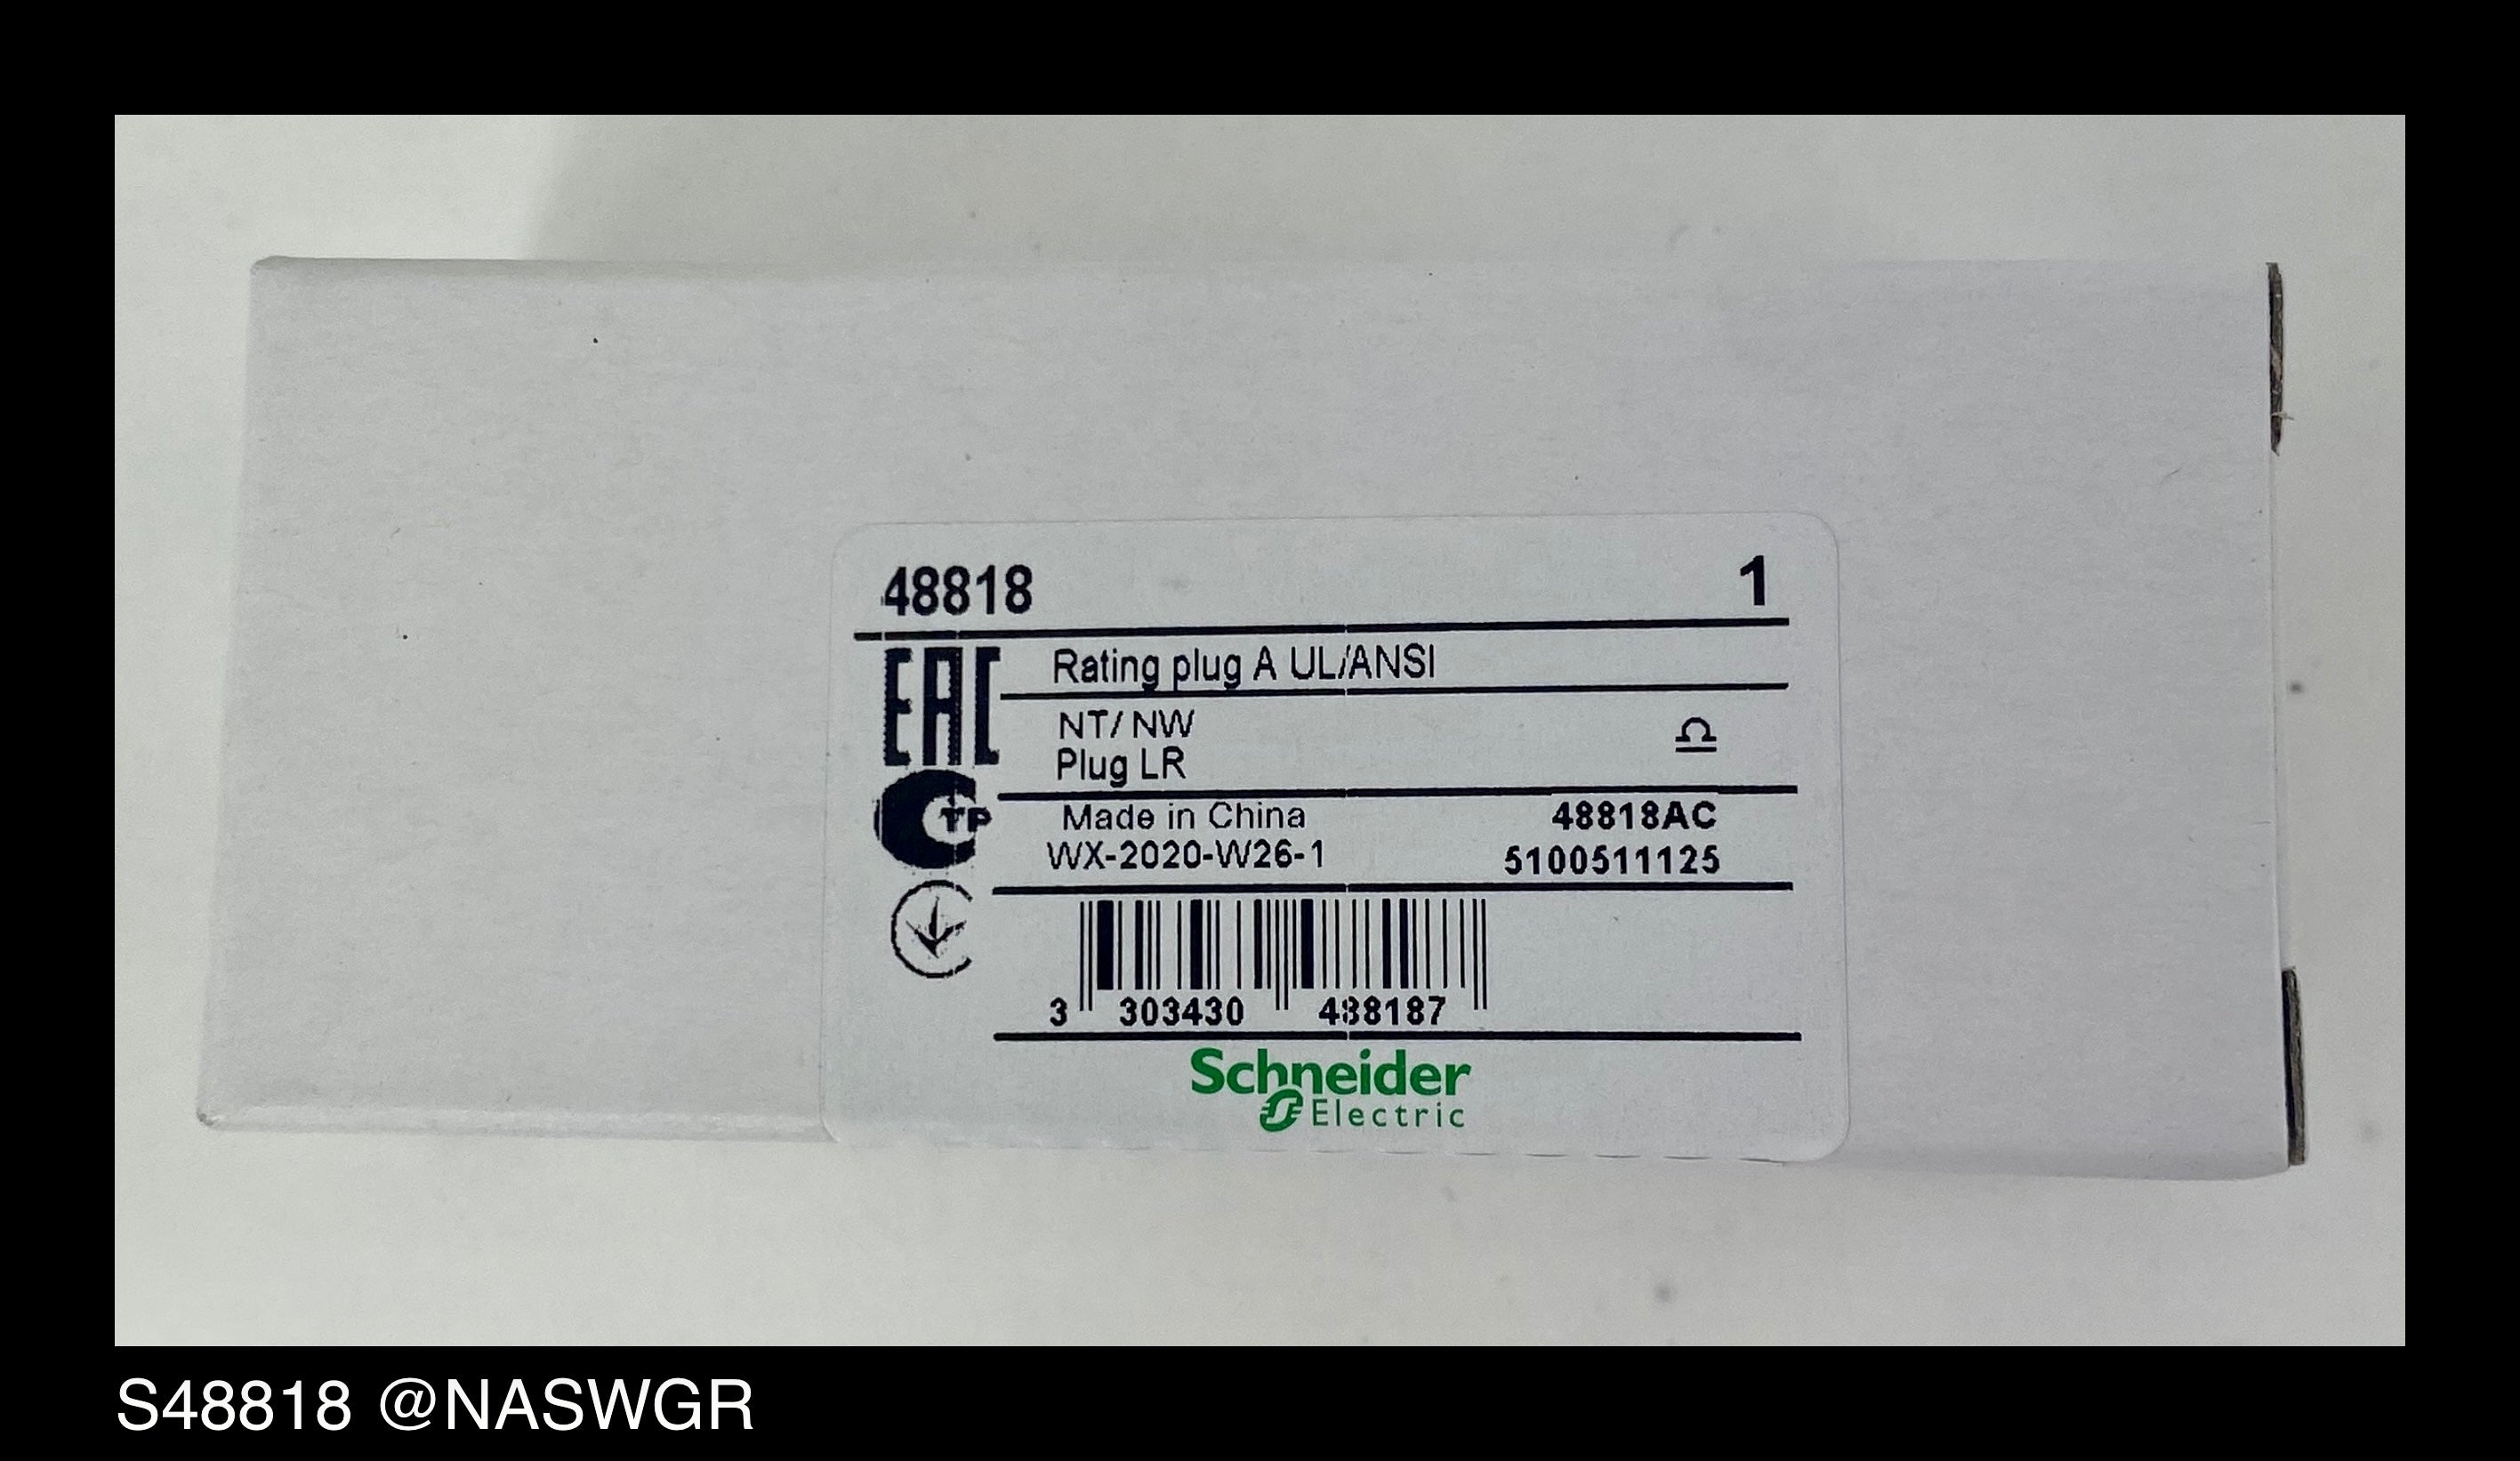 48818 1
EAC
Rating plug A UL/ANSI
NT/NW
Plug LR
TP
Made in China 48818AC
WX-2020-W26-1 5100511125
3 303430 488187
Schneider
Electric
S48818 @NASWGR